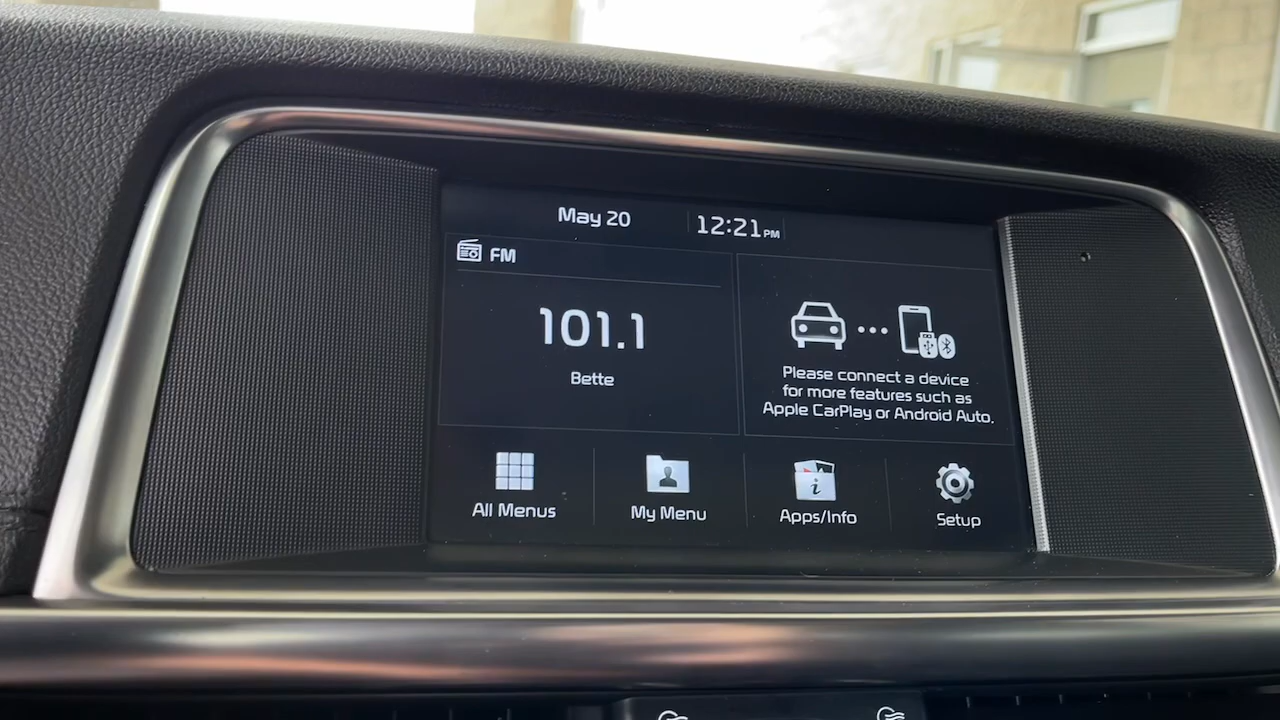 May 20
12:21 PM
FM
101.1
Bette
Please connect a device
for more features such as
Apple CarPlay or Android Auto.
All Menus
My Menu
Apps/Info
Setup